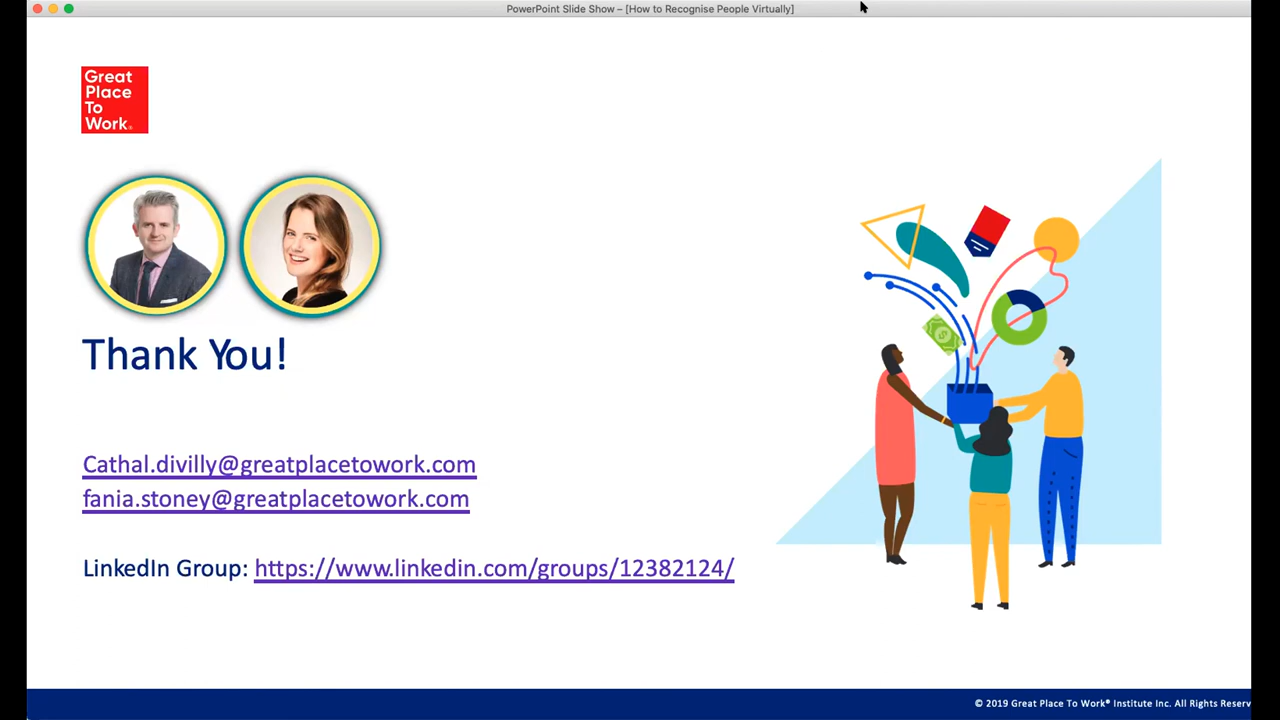 PowerPoint Slide Show – [How to Recognise People Virtually]
Great
Place
To
Work®
Thank You!
Cathal.divilly@greatplacetowork.com
fania.stoney@greatplacetowork.com
LinkedIn Group: https://www.linkedin.com/groups/12382124/
© 2019 Great Place To Work® Institute Inc. All Rights Reserv